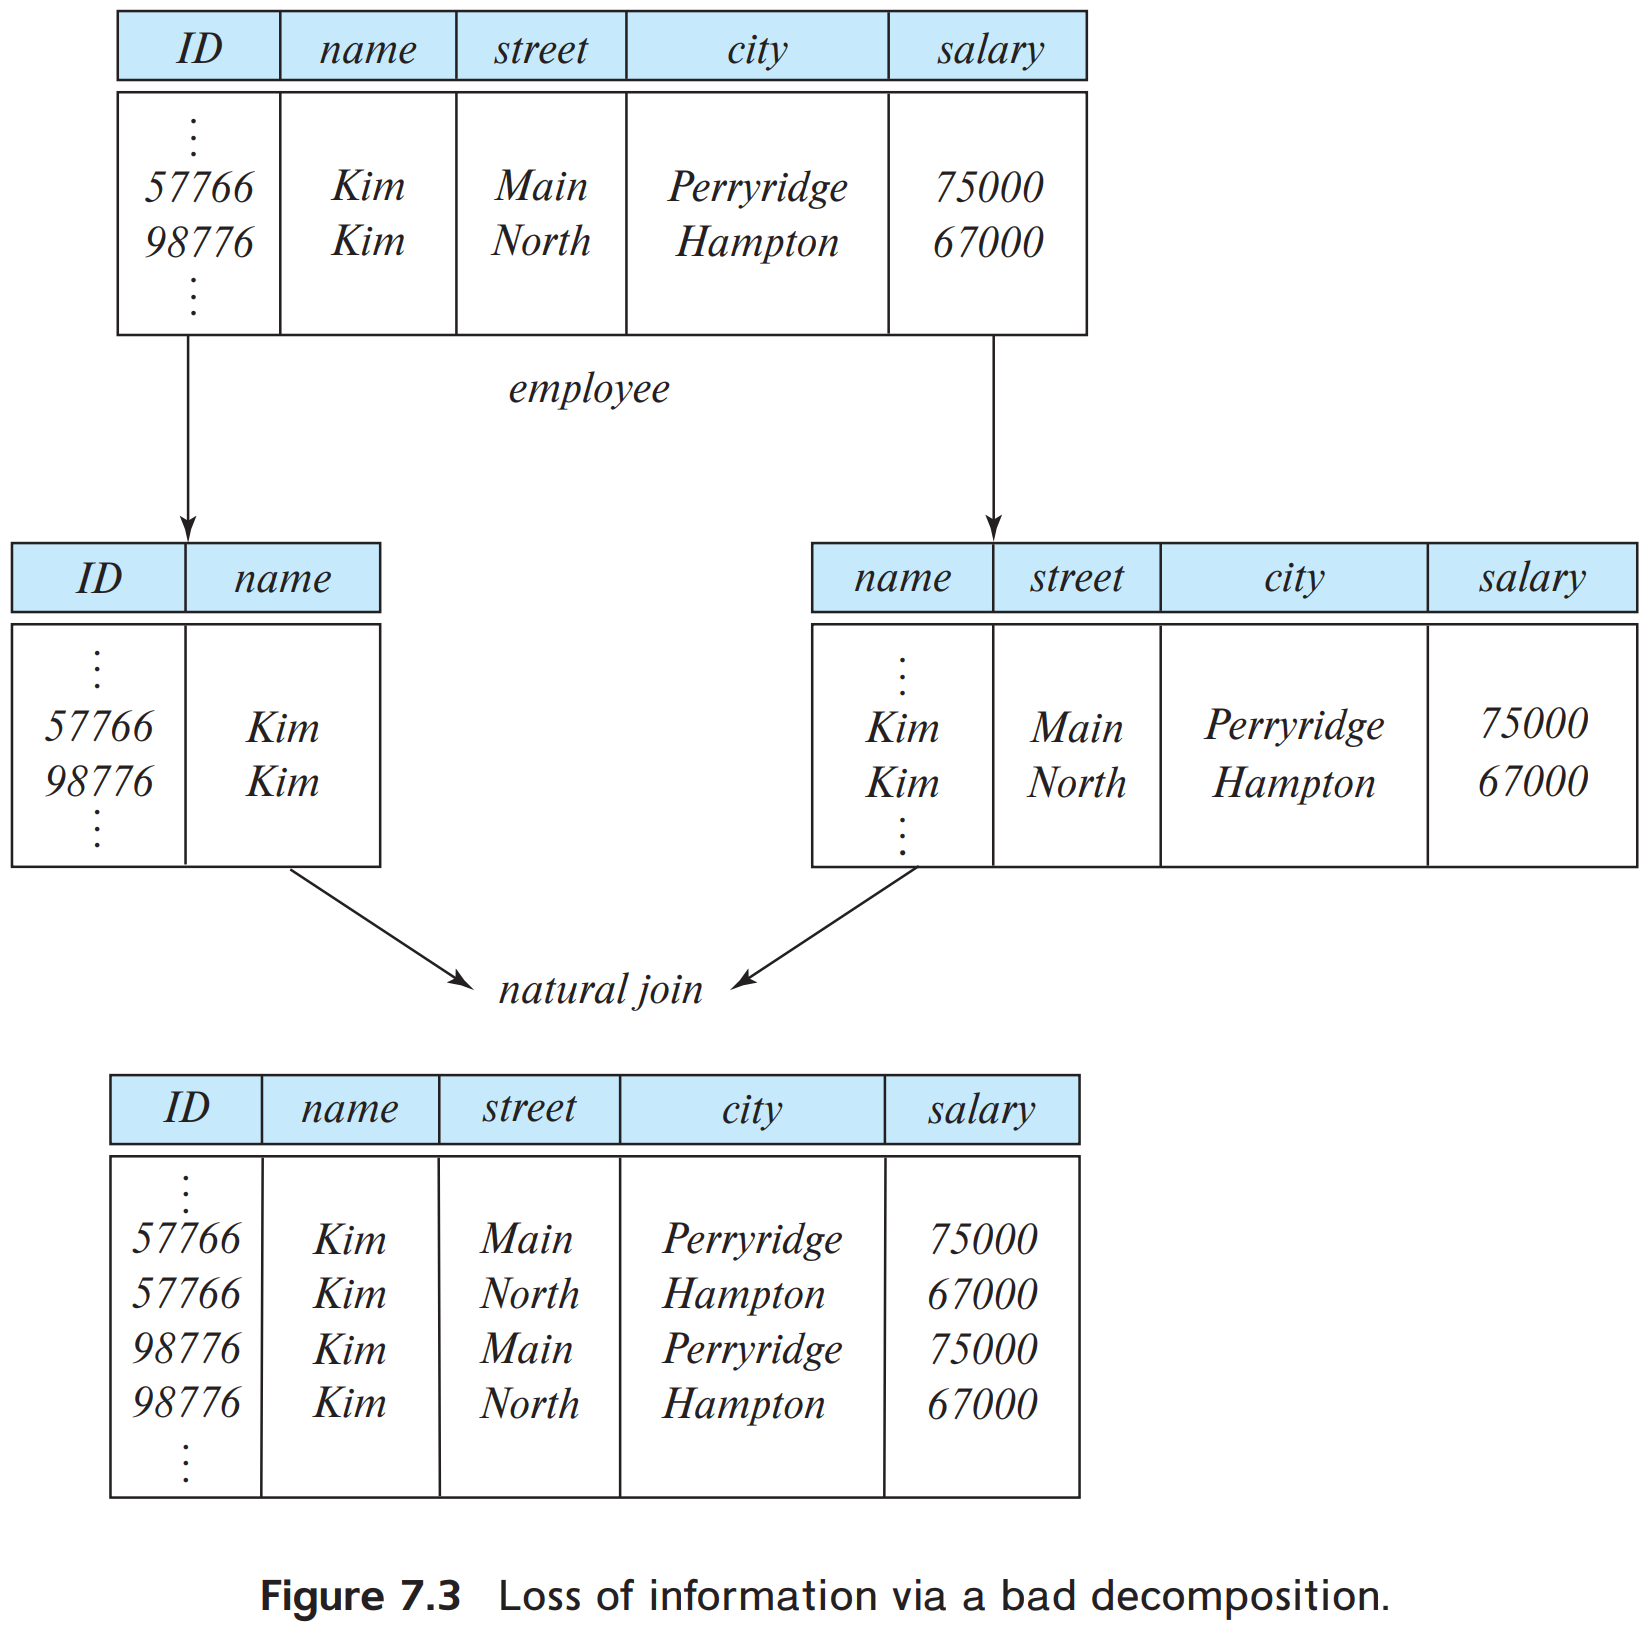 ID name street city salary
⋮
57766 Kim Main Perryridge 75000
98776 Kim North Hampton 67000
⋮
employee
ID name
⋮
57766 Kim
98776 Kim
⋮
name street city salary
⋮
Kim Main Perryridge 75000
Kim North Hampton 67000
⋮
natural join
ID name street city salary
⋮
57766 Kim Main Perryridge 75000
57766 Kim North Hampton 67000
98776 Kim Main Perryridge 75000
98776 Kim North Hampton 67000
⋮
Figure 7.3 Loss of information via a bad decomposition.